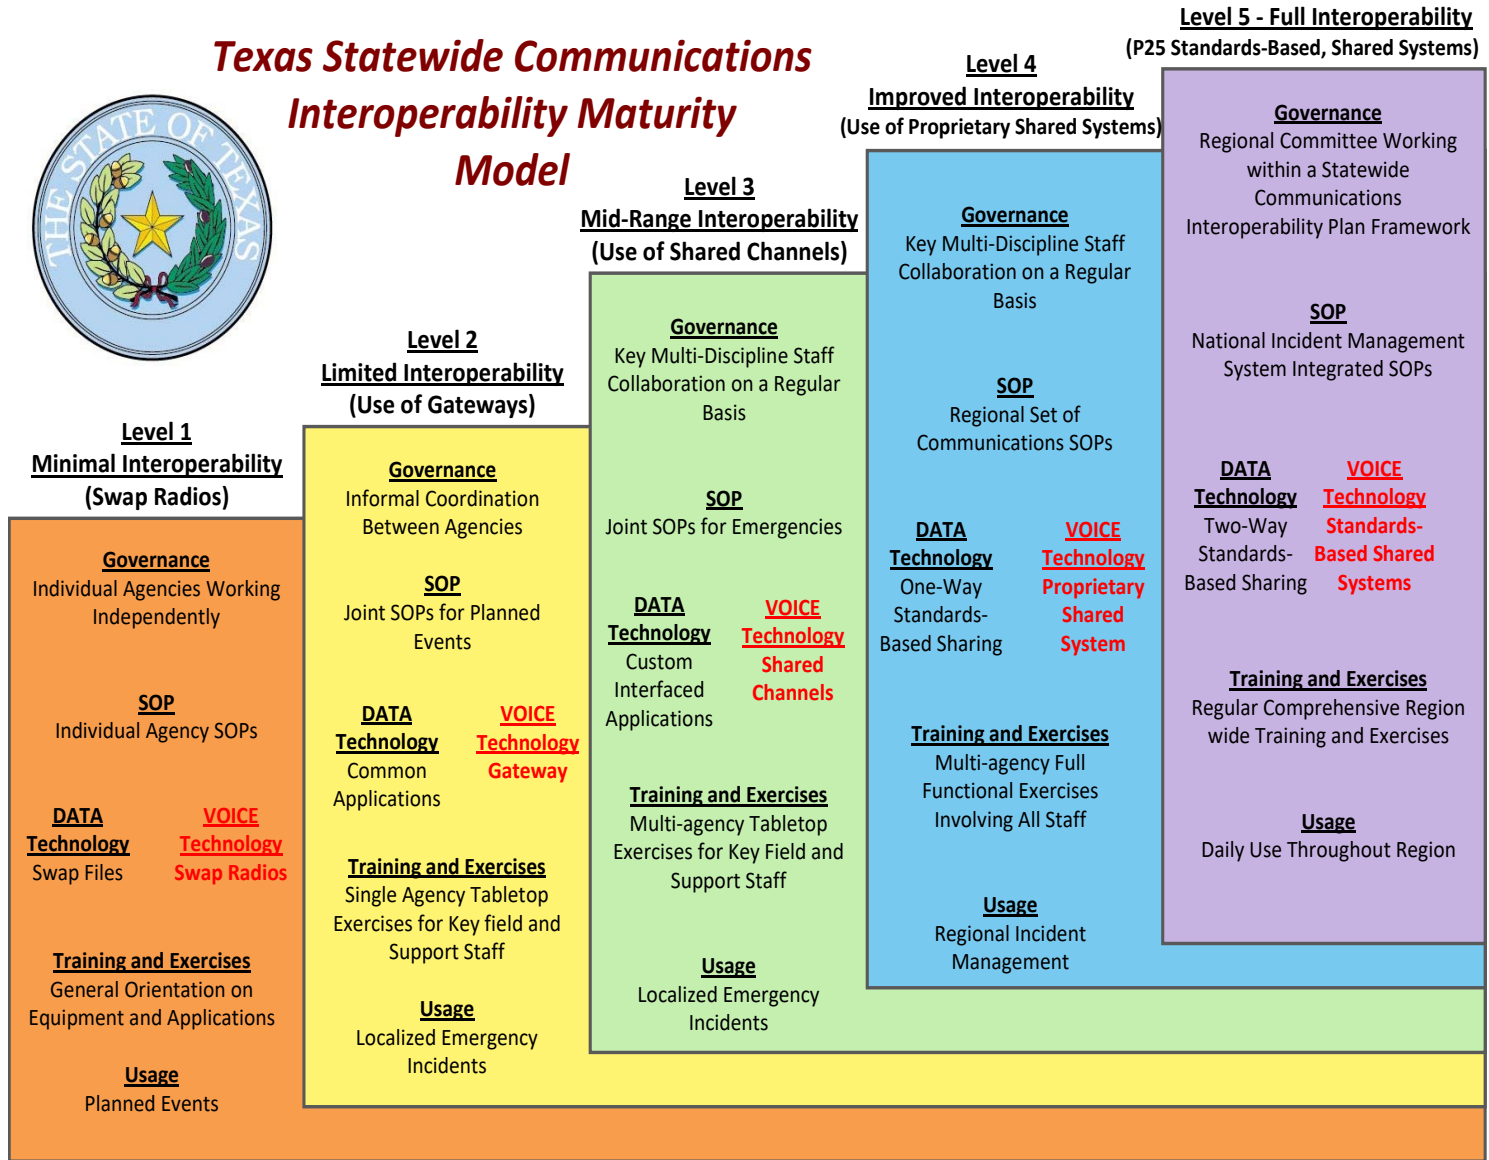 Texas Statewide Communications
Interoperability Maturity
Model
THE STATE OF TEXAS
Level 1
Minimal Interoperability
(Swap Radios)
Governance
Individual Agencies Working
Independently
SOP
Individual Agency SOPs
DATA
Technology
Swap Files
VOICE
Technology
Swap Radios
Training and Exercises
General Orientation on
Equipment and Applications
Usage
Planned Events
Level 2
Limited Interoperability
(Use of Gateways)
Governance
Informal Coordination
Between Agencies
SOP
Joint SOPs for Planned
Events
DATA
Technology
Common
Applications
VOICE
Technology
Gateway
Training and Exercises
Single Agency Tabletop
Exercises for Key field and
Support Staff
Usage
Localized Emergency
Incidents
Level 3
Mid-Range Interoperability
(Use of Shared Channels)
Governance
Key Multi-Discipline Staff
Collaboration on a Regular
Basis
SOP
Joint SOPs for Emergencies
DATA
Technology
Custom
Interfaced
Applications
VOICE
Technology
Shared
Channels
Training and Exercises
Multi-agency Tabletop
Exercises for Key Field and
Support Staff
Usage
Localized Emergency
Incidents
Level 4
Improved Interoperability
(Use of Proprietary Shared Systems)
Governance
Key Multi-Discipline Staff
Collaboration on a Regular
Basis
SOP
Regional Set of
Communications SOPs
DATA
Technology
One-Way
Standards-
Based Sharing
VOICE
Technology
Proprietary
Shared
System
Training and Exercises
Multi-agency Full
Functional Exercises
Involving All Staff
Usage
Regional Incident
Management
Level 5 - Full Interoperability
(P25 Standards-Based, Shared Systems)
Governance
Regional Committee Working
within a Statewide
Communications
Interoperability Plan Framework
SOP
National Incident Management
System Integrated SOPs
DATA
Technology
Two-Way
Standards-
Based Sharing
VOICE
Technology
Standards-
Based Shared
Systems
Training and Exercises
Regular Comprehensive Region
wide Training and Exercises
Usage
Daily Use Throughout Region